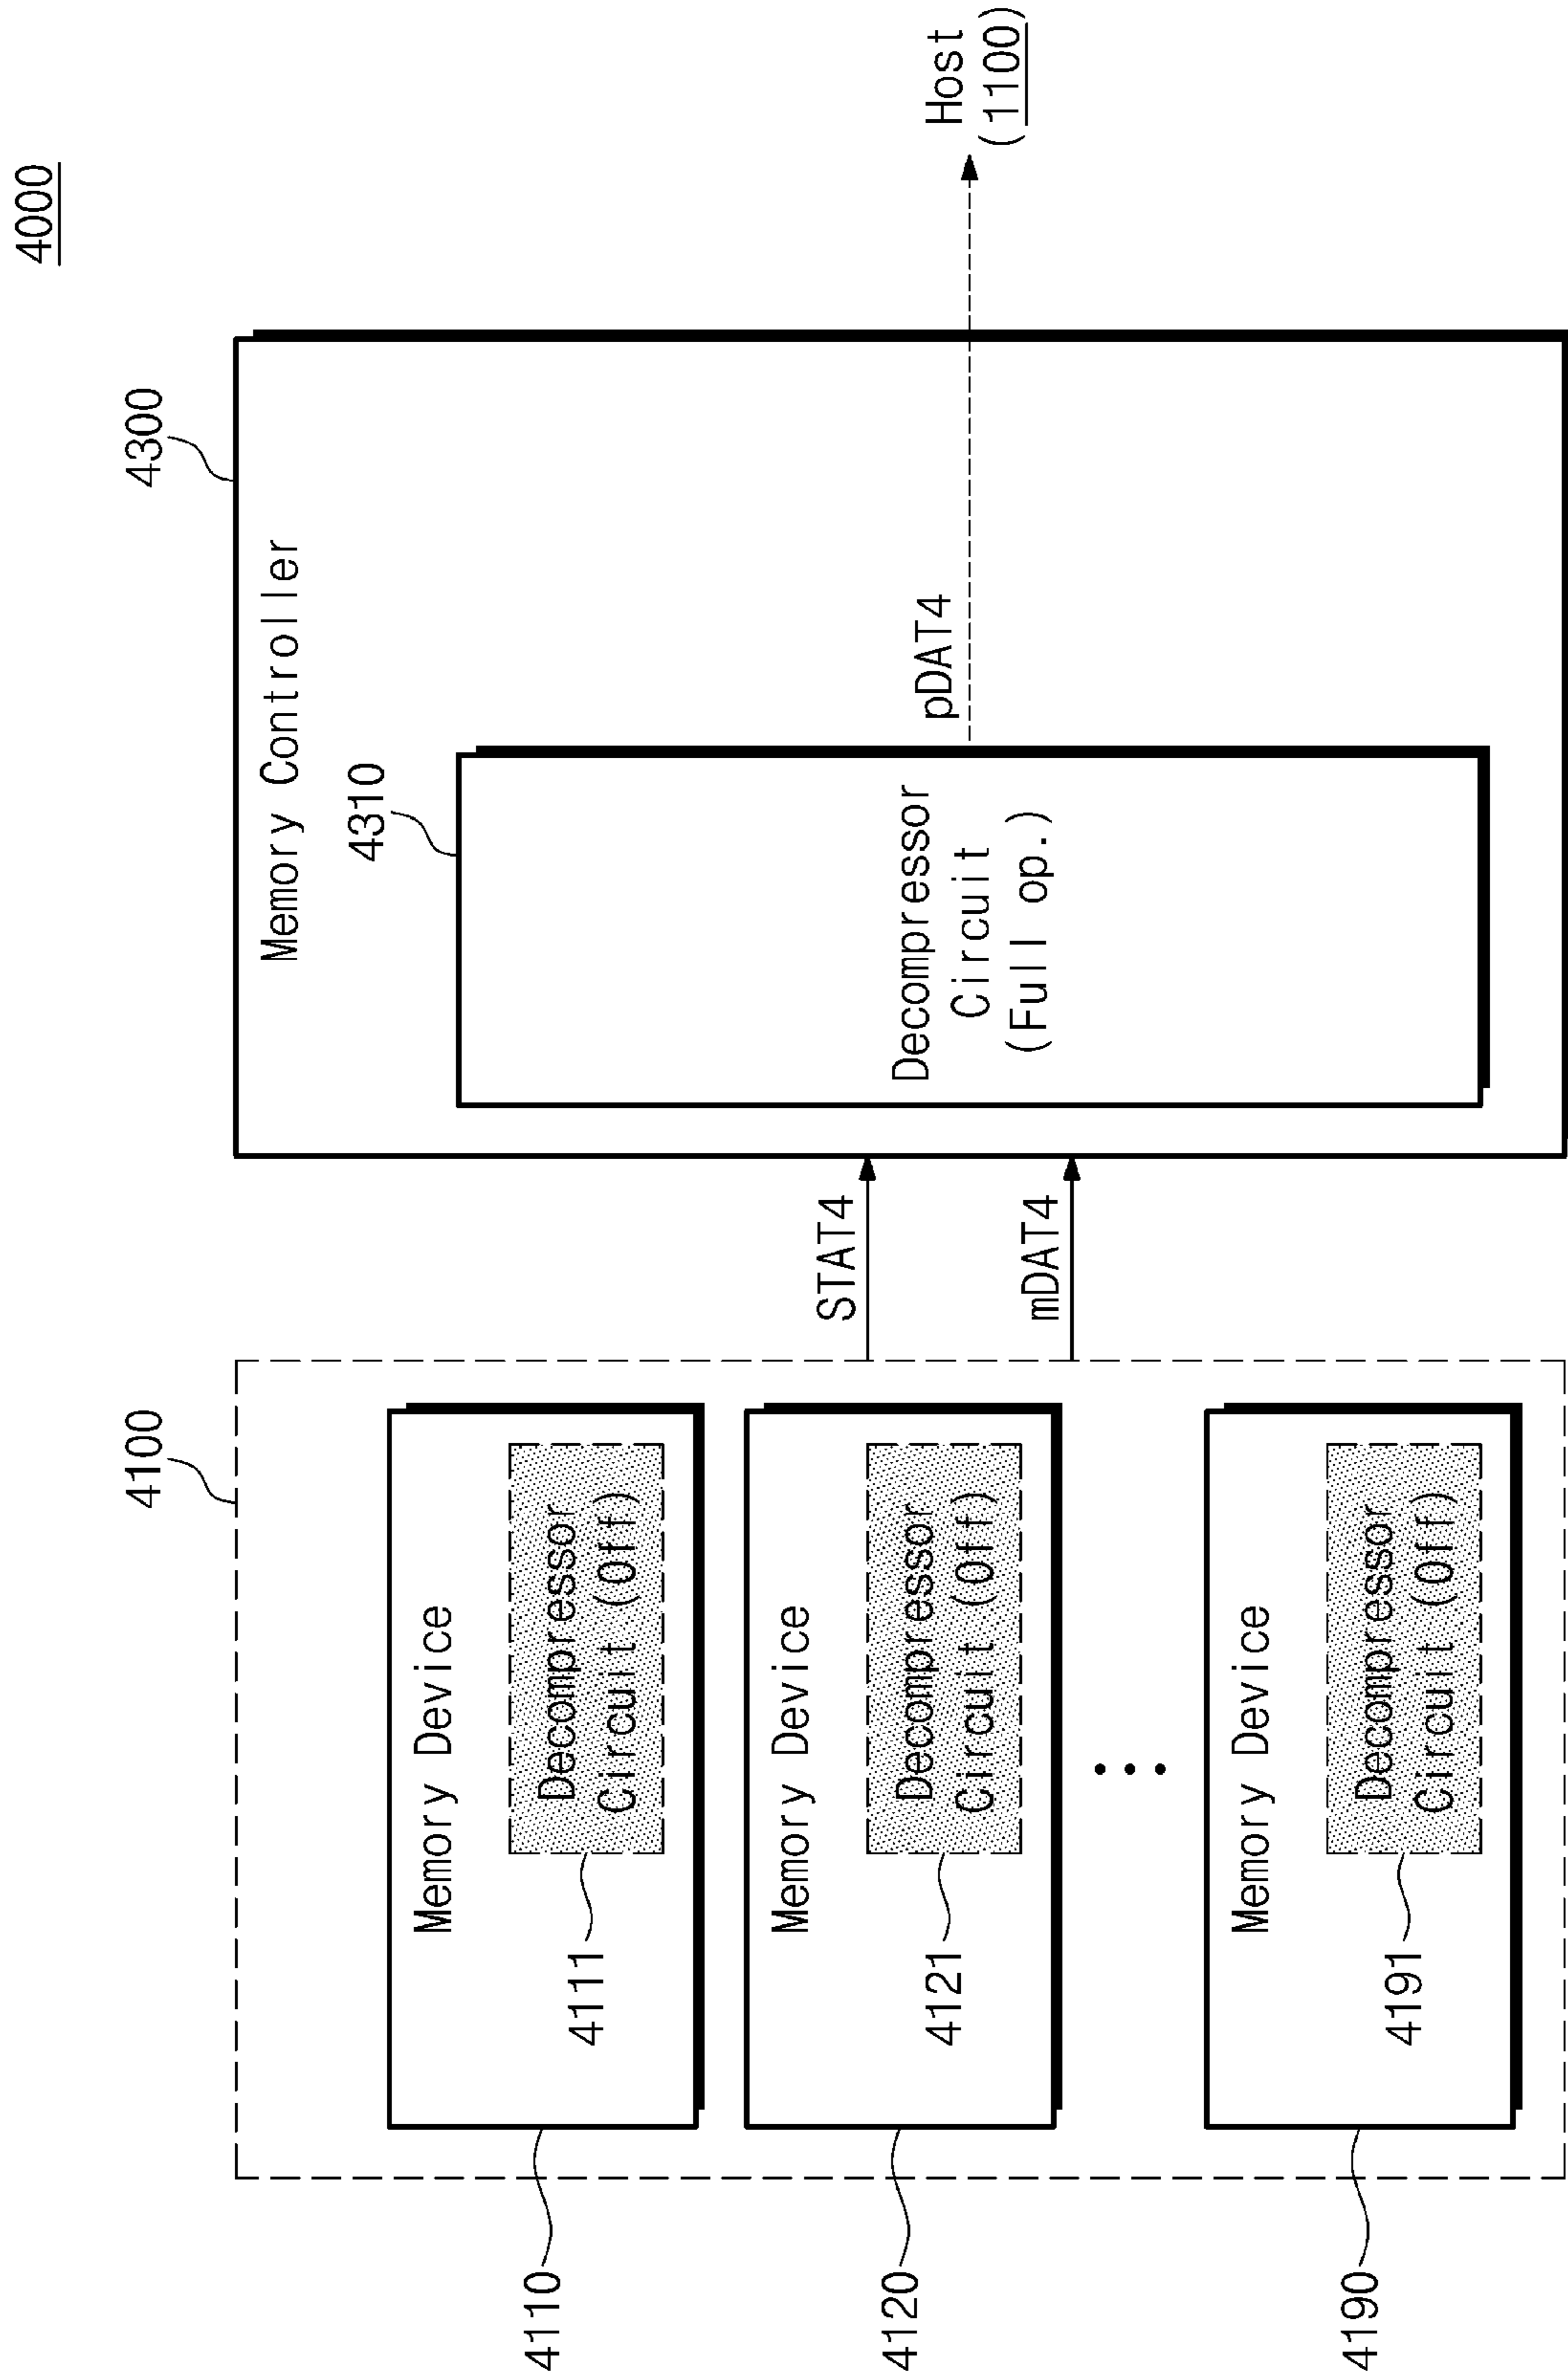 4000
4100
4300
Memory Controller
4310
Decompressor
Circuit
(Full op.)
STAT4
mDAT4
pDAT4
Host
(1100)
4110
Memory Device
4111
Decompressor
Circuit (Off)
4120
Memory Device
4121
Decompressor
Circuit (Off)
4190
Memory Device
4191
Decompressor
Circuit (Off)